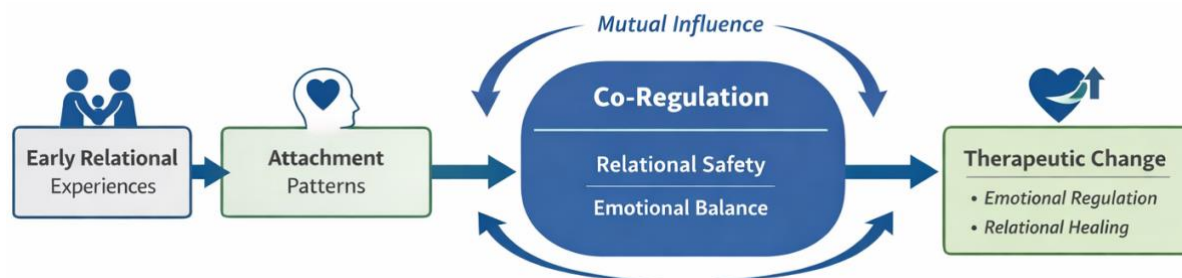 Mutual Influence
Early Relational
Experiences
Attachment
Patterns
Co-Regulation
Relational Safety
Emotional Balance
Therapeutic Change
• Emotional Regulation
• Relational Healing